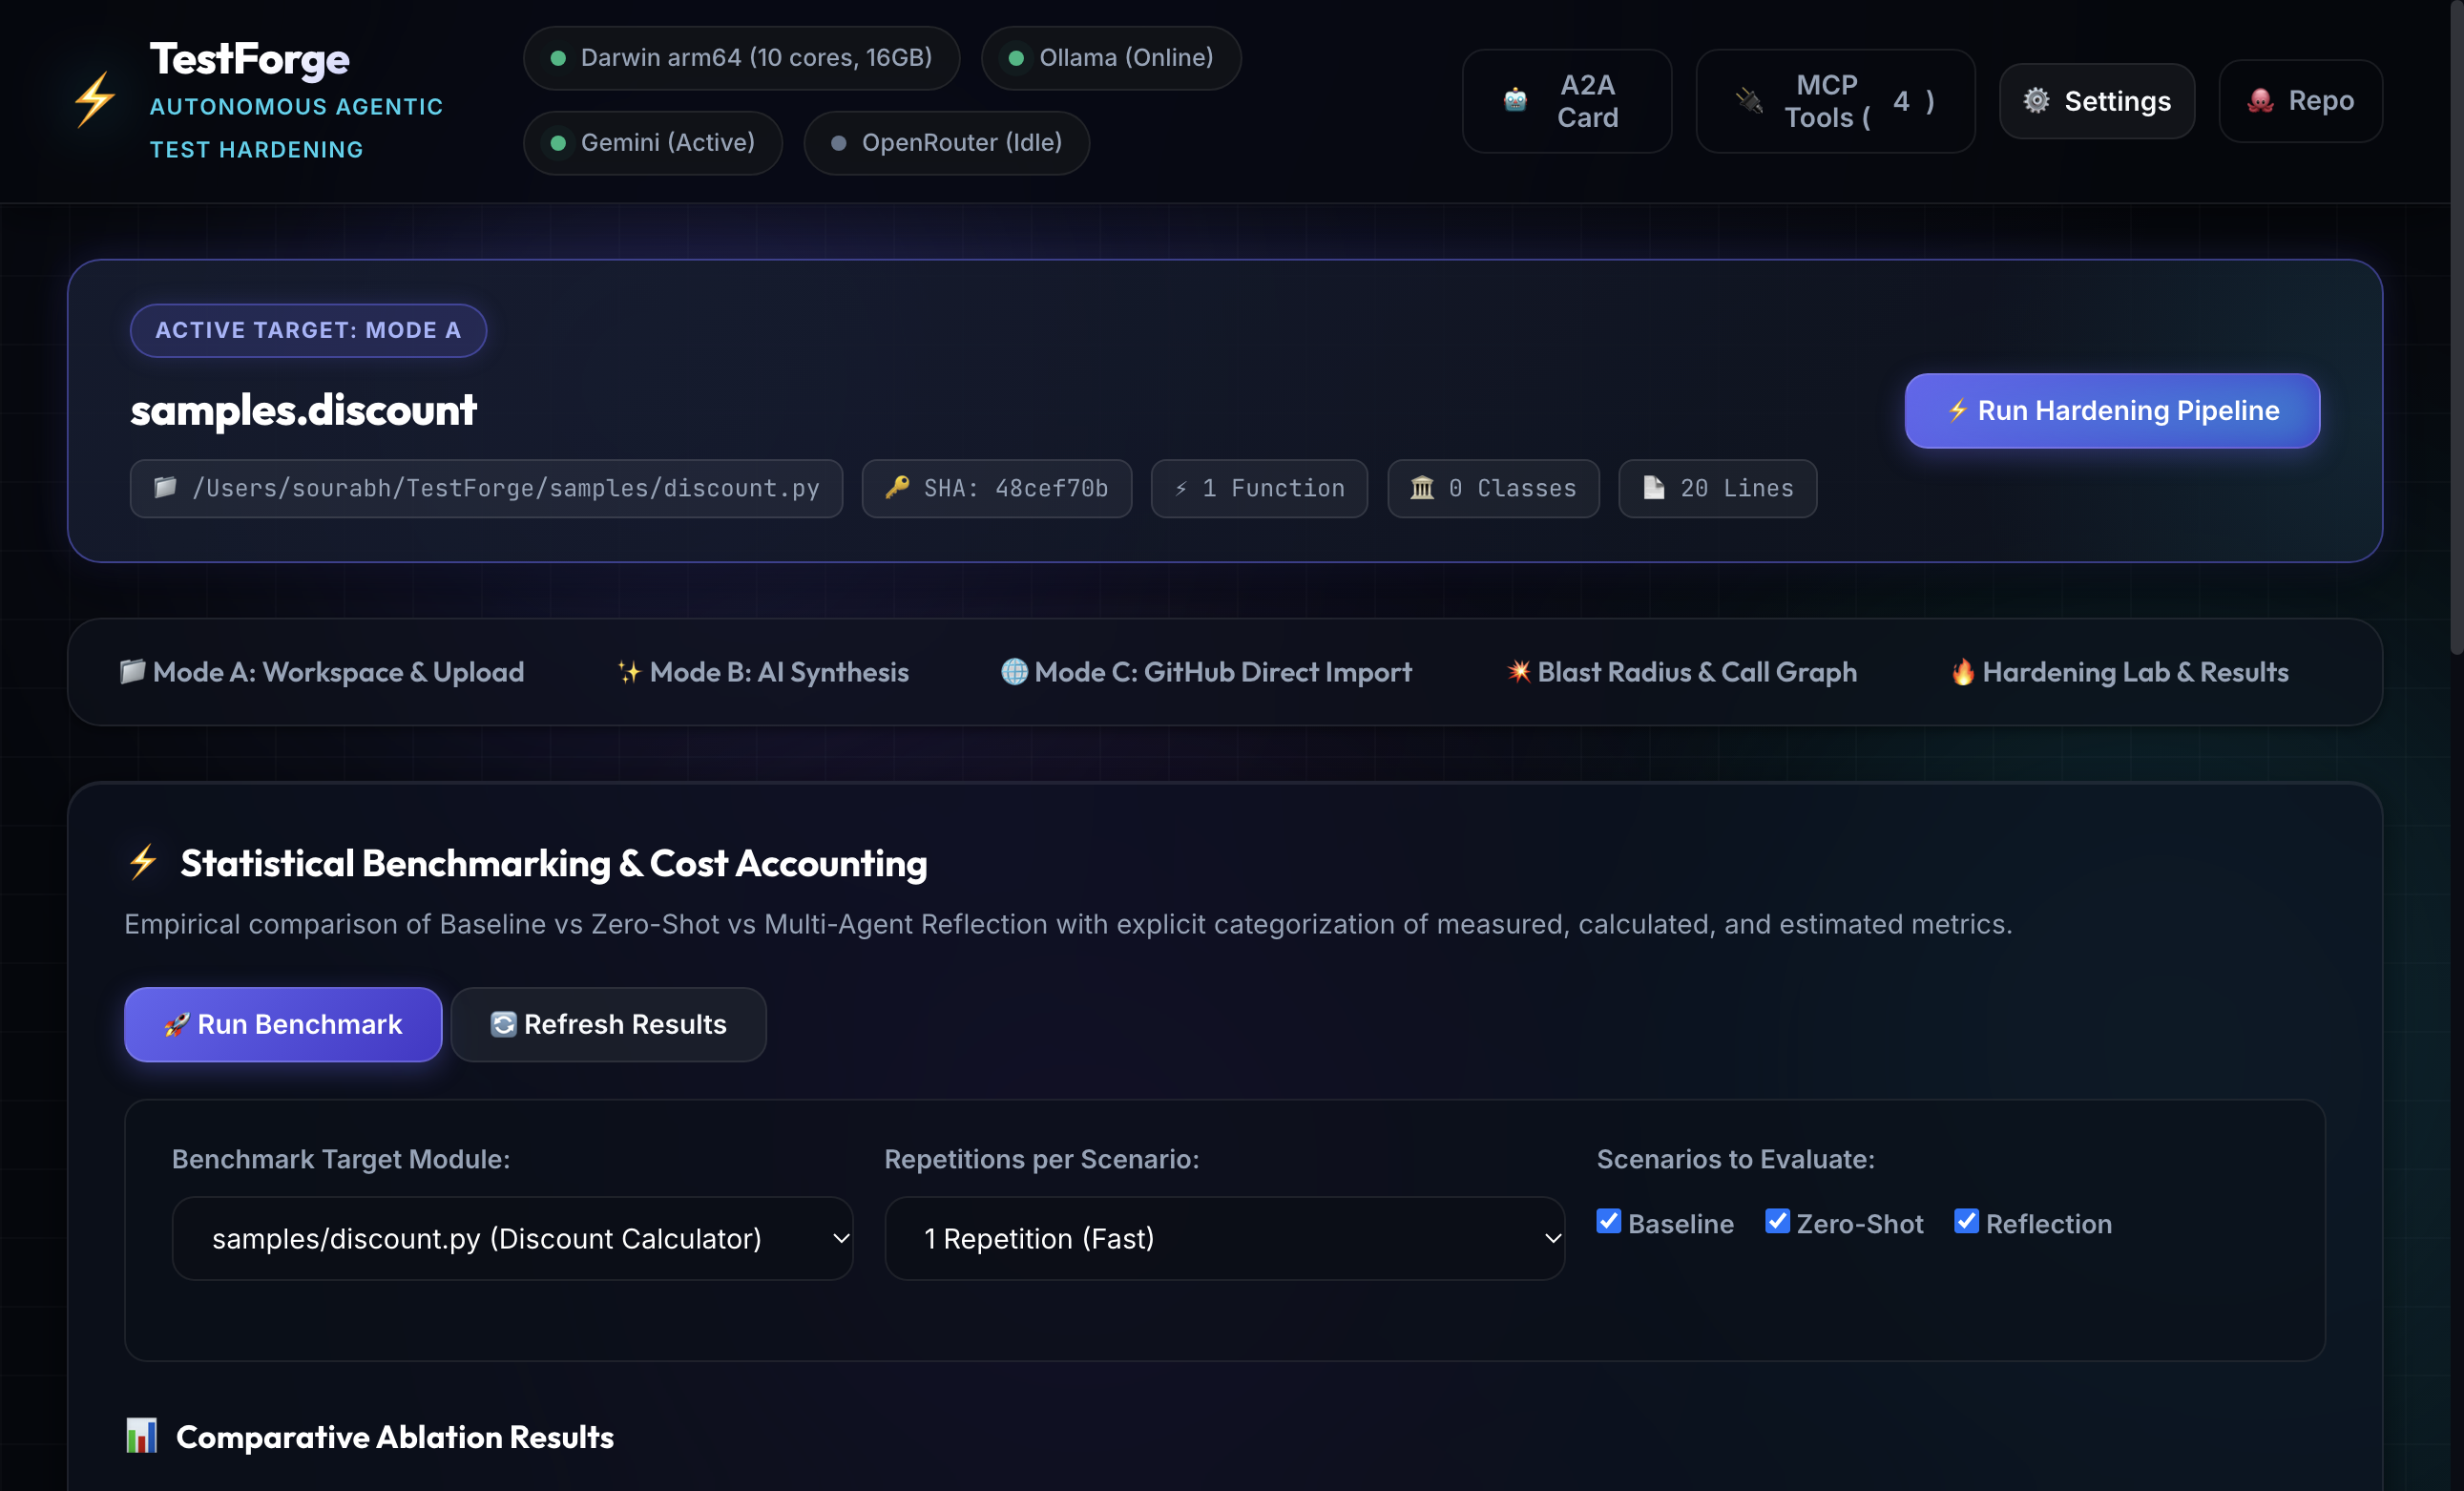 TestForge
AUTONOMOUS AGENTIC
TEST HARDENING
Darwin arm64 (10 cores, 16GB)
Ollama (Online)
Gemini (Active)
OpenRouter (Idle)
A2A
Card
MCP
Tools ( 4 )
Settings
Repo
ACTIVE TARGET: MODE A
samples.discount
/Users/sourabh/TestForge/samples/discount.py
SHA: 48cef70b
1 Function
0 Classes
20 Lines
Run Hardening Pipeline
Mode A: Workspace & Upload
Mode B: AI Synthesis
Mode C: GitHub Direct Import
Blast Radius & Call Graph
Hardening Lab & Results
Statistical Benchmarking & Cost Accounting
Empirical comparison of Baseline vs Zero-Shot vs Multi-Agent Reflection with explicit categorization of measured, calculated, and estimated metrics.
Run Benchmark
Refresh Results
Benchmark Target Module:
samples/discount.py (Discount Calculator)
Repetitions per Scenario:
1 Repetition (Fast)
Scenarios to Evaluate:
Baseline
Zero-Shot
Reflection
Comparative Ablation Results